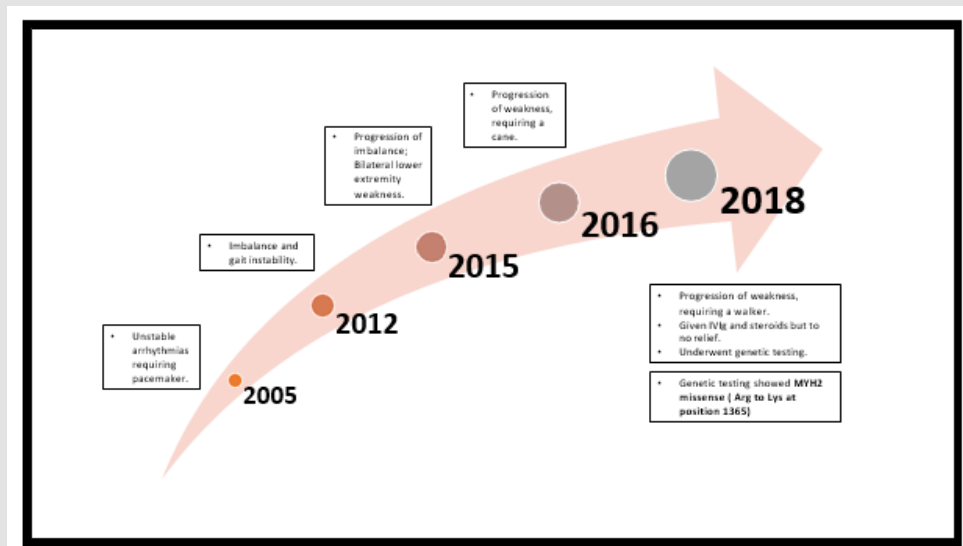 • Unstable
arrhythmias
requiring
pacemaker.
2005
• Imbalance and
gait instability.
2012
• Progression of
imbalance;
Bilateral lower
extremity
weakness.
2015
• Progression
of weakness,
requiring a
cane.
2016
2018
• Progression of weakness,
requiring a walker.
• Given IVIg and steroids but to
no relief.
• Underwent genetic testing.
• Genetic testing showed MYH2
missense ( Arg to Lys at
position 1365)